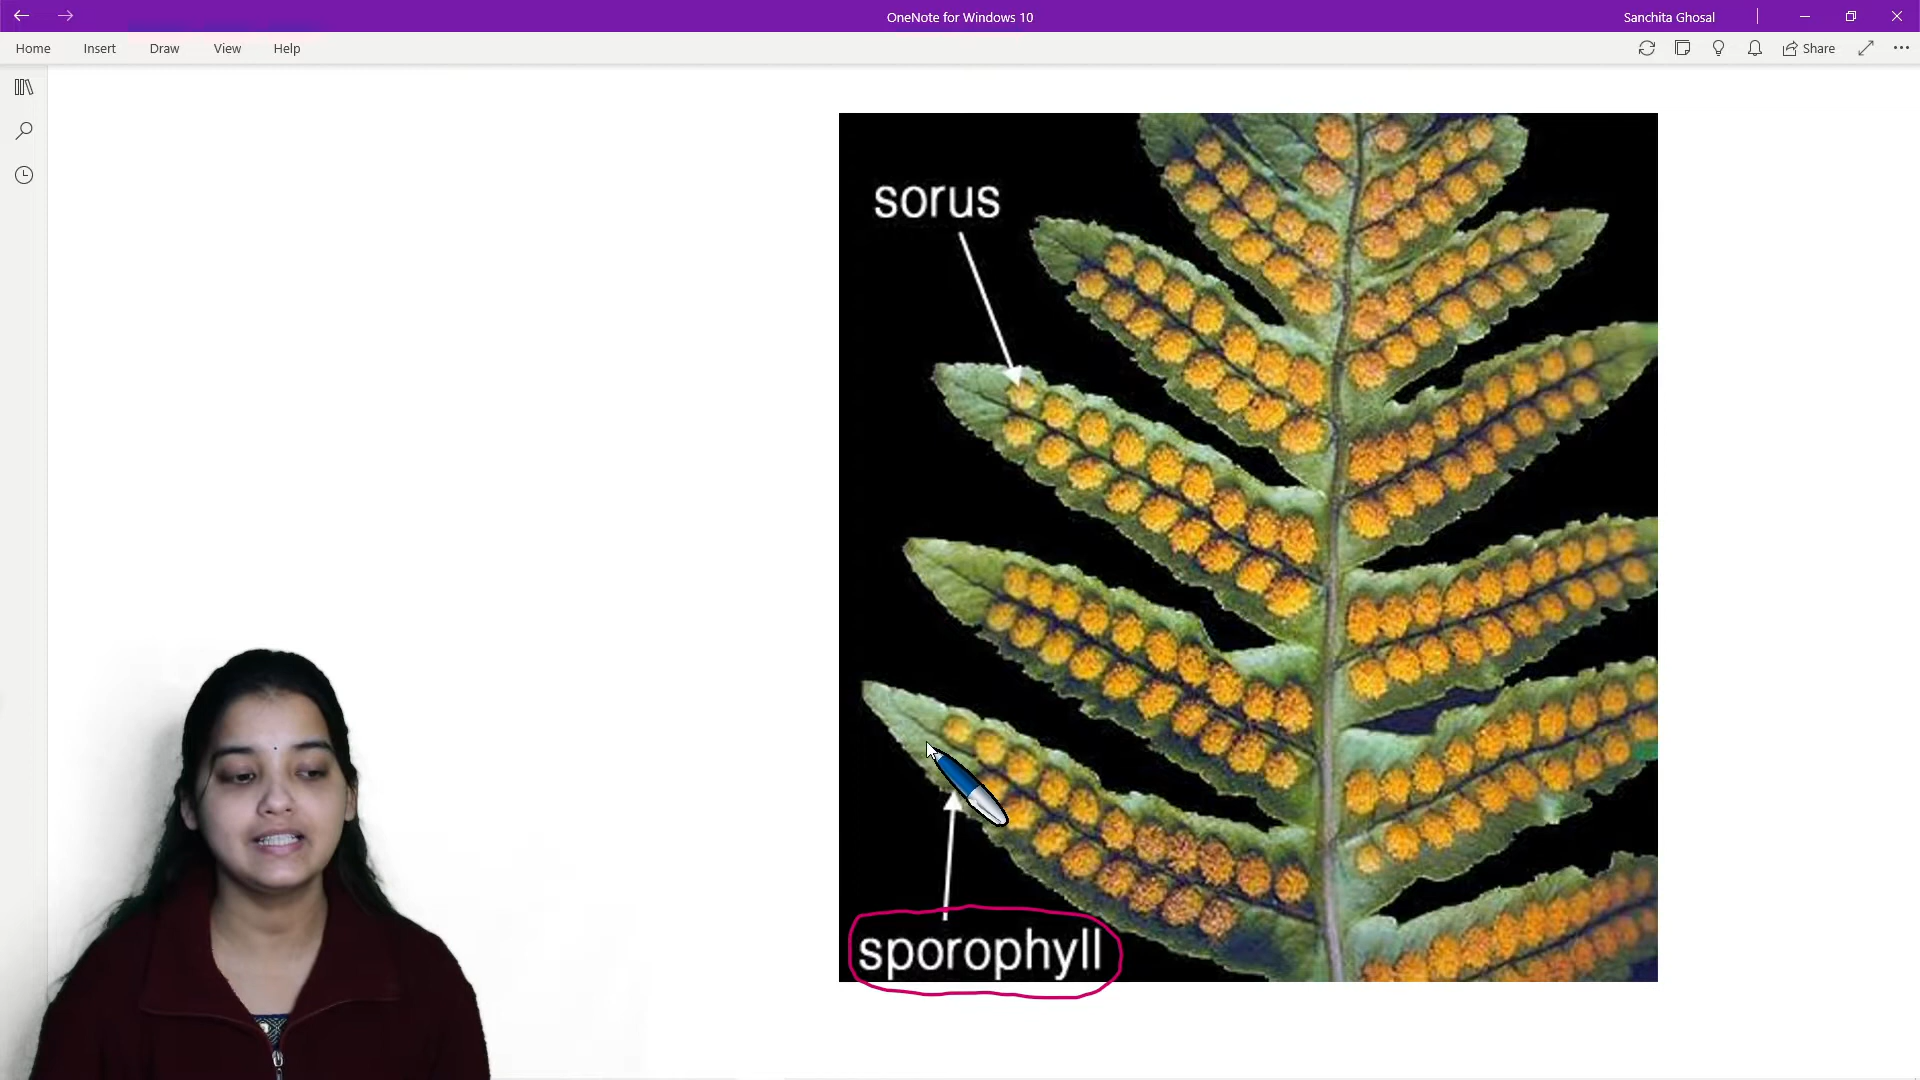 OneNote for Windows 10
Sanchita Ghosal
Home Insert Draw View Help
Share
sorus
sporophyll